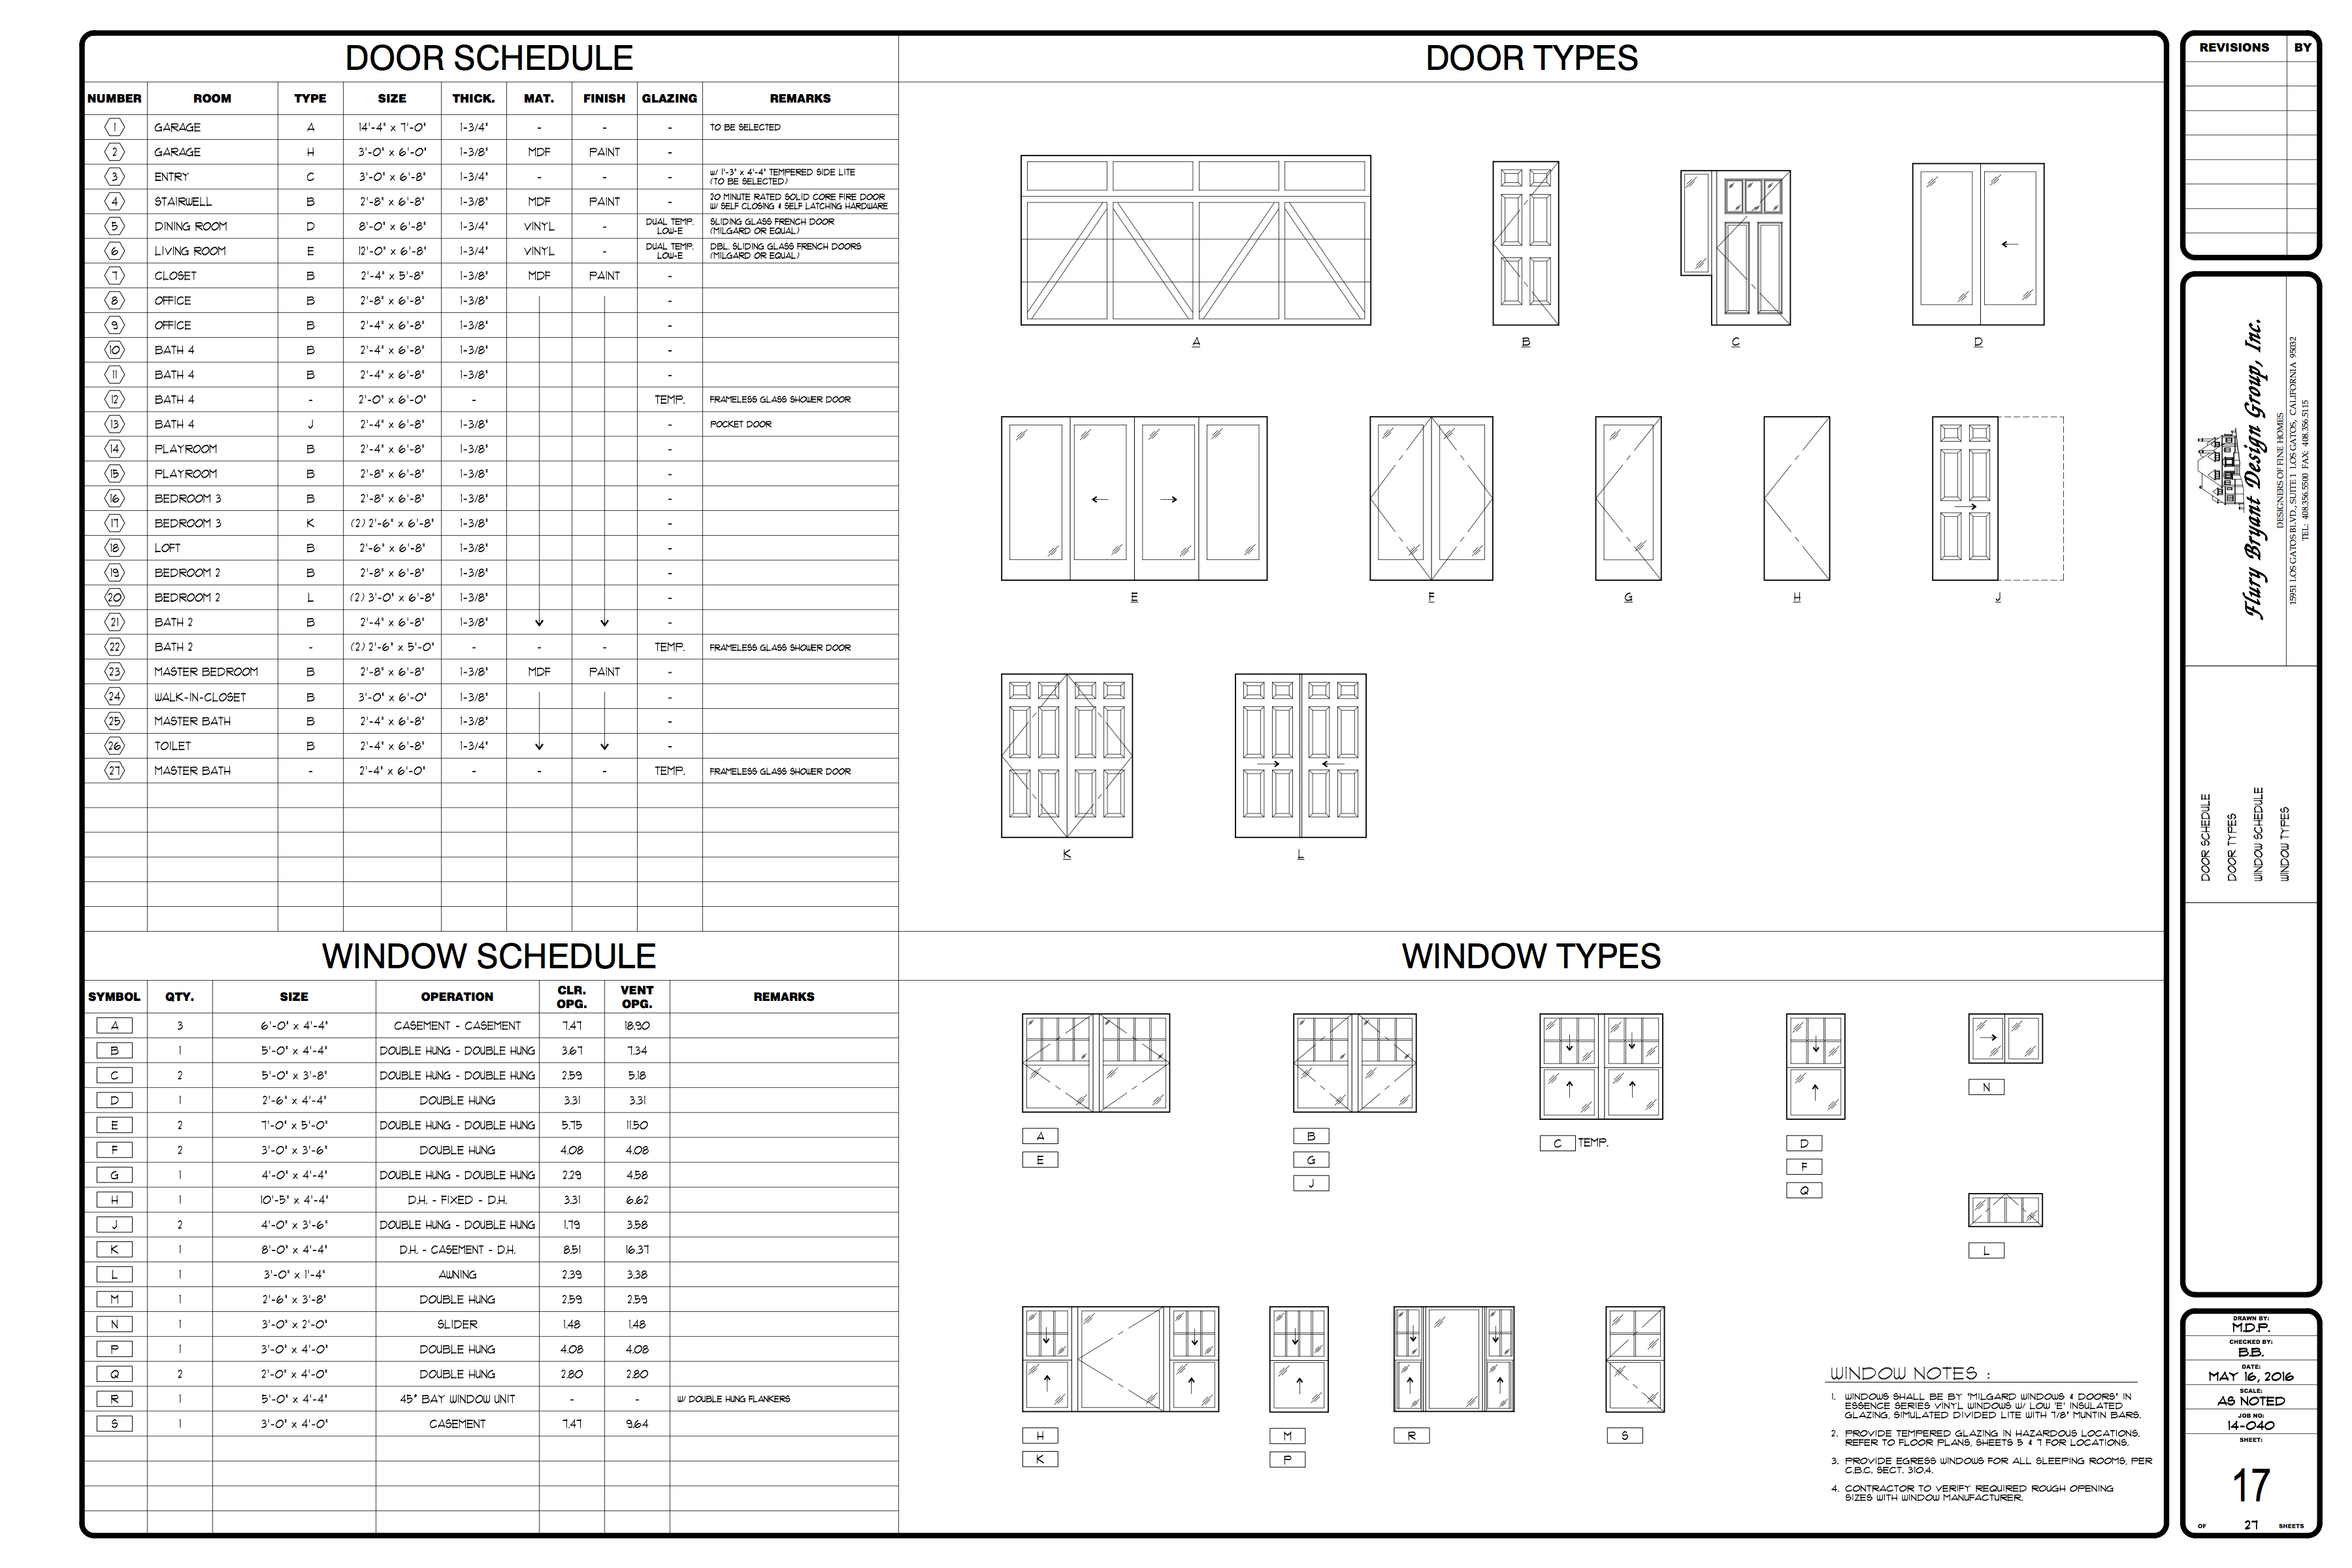 DOOR SCHEDULE
NUMBER ROOM TYPE SIZE THICK. MAT. FINISH GLAZING REMARKS
1 GARAGE A 14'-4" x 7'-0" 1-3/4" - - - TO BE SELECTED
2 GARAGE H 3'-0" x 6'-0" 1-3/8" MDF PAINT -
3 ENTRY C 3'-0" x 6'-8" 1-3/4" - - - W/ 1'-3" x 4'-4" TEMPERED SIDE LITE
(TO BE SELECTED)
4 STAIRWELL B 2'-8" x 6'-8" 1-3/8" MDF PAINT - 20 MINUTE RATED SOLID CORE FIRE DOOR
W/ SELF CLOSING & SELF LATCHING HARDWARE
5 DINING ROOM D 8'-0" x 6'-8" 1-3/4" VINYL - DUAL TEMP. SLIDING GLASS FRENCH DOOR
LOW-E (MILGARD OR EQUAL)
6 LIVING ROOM E 12'-0" x 6'-8" 1-3/4" VINYL - DUAL TEMP. DBL. SLIDING GLASS FRENCH DOORS
LOW-E (MILGARD OR EQUAL)
7 CLOSET B 2'-4" x 5'-8" 1-3/8" MDF PAINT -
8 OFFICE B 2'-8" x 6'-8" 1-3/8" -
9 OFFICE B 2'-4" x 6'-8" 1-3/8" -
10 BATH 4 B 2'-4" x 6'-8" 1-3/8" -
11 BATH 4 B 2'-4" x 6'-8" 1-3/8" -
12 BATH 4 - 2'-0" x 6'-0" - TEMP. FRAMELESS GLASS SHOWER DOOR
13 BATH 4 J 2'-4" x 6'-8" 1-3/8" - POCKET DOOR
14 PLAYROOM B 2'-4" x 6'-8" 1-3/8" -
15 PLAYROOM B 2'-8" x 6'-8" 1-3/8" -
16 BEDROOM 3 B 2'-8" x 6'-8" 1-3/8" -
17 BEDROOM 3 K (2) 2'-6" x 6'-8" 1-3/8" -
18 LOFT B 2'-6" x 6'-8" 1-3/8" -
19 BEDROOM 2 B 2'-8" x 6'-8" 1-3/8" -
20 BEDROOM 2 L (2) 3'-0" x 6'-8" 1-3/8" -
21 BATH 2 B 2'-4" x 6'-8" 1-3/8" -
22 BATH 2 - (2) 2'-6" x 5'-0" - - - TEMP. FRAMELESS GLASS SHOWER DOOR
23 MASTER BEDROOM B 2'-8" x 6'-8" 1-3/8" MDF PAINT -
24 WALK-IN-CLOSET B 3'-0" x 6'-0" 1-3/8"
25 MASTER BATH B 2'-4" x 6'-8" 1-3/8" -
26 TOILET B 2'-4" x 6'-8" 1-3/4" -
27 MASTER BATH - 2'-4" x 6'-0" - - - TEMP. FRAMELESS GLASS SHOWER DOOR
DOOR TYPES
A B C D
E F G H J
K L
WINDOW SCHEDULE
SYMBOL QTY. SIZE OPERATION CLR. OPG. VENT OPG. REMARKS
A 3 6'-0" x 4'-4" CASEMENT - CASEMENT 7.47 18.90
B 1 5'-0" x 4'-4" DOUBLE HUNG - DOUBLE HUNG 3.67 7.34
C 2 5'-0" x 3'-8" DOUBLE HUNG - DOUBLE HUNG 2.59 5.18
D 1 2'-6" x 4'-4" DOUBLE HUNG 3.31 3.31
E 2 7'-0" x 5'-0" DOUBLE HUNG - DOUBLE HUNG 5.75 11.50
F 2 3'-0" x 3'-6" DOUBLE HUNG 4.08 4.08
G 1 4'-0" x 4'-4" DOUBLE HUNG - DOUBLE HUNG 2.29 4.58
H 1 10'-5" x 4'-4" D.H. - FIXED - D.H. 3.31 6.62
J 2 4'-0" x 3'-6" DOUBLE HUNG - DOUBLE HUNG 1.79 3.58
K 1 8'-0" x 4'-4" D.H. - CASEMENT - D.H. 8.51 16.37
L 1 3'-0" x 1'-4" AWNING 2.39 3.38
M 1 2'-6" x 3'-8" DOUBLE HUNG 2.59 2.59
N 1 3'-0" x 2'-0" SLIDER 1.48 1.48
P 1 3'-0" x 4'-0" DOUBLE HUNG 4.08 4.08
Q 2 2'-0" x 4'-0" DOUBLE HUNG 2.80 2.80
R 1 5'-0" x 4'-4" 45° BAY WINDOW UNIT - - W/ DOUBLE HUNG FLANKERS
S 1 3'-0" x 4'-0" CASEMENT 7.47 9.64
WINDOW TYPES
N
A B C TEMP. D
E G F
J Q
L
H M R S
K P
WINDOW NOTES :
1. WINDOWS SHALL BE BY "MILGARD WINDOWS & DOORS" IN
ESSENCE SERIES VINYL WINDOWS W/ LOW 'E' INSULATED
GLAZING, SIMULATED DIVIDED LITE WITH 7/8" MUNTIN BARS.
2. PROVIDE TEMPERED GLAZING IN HAZARDOUS LOCATIONS.
REFER TO FLOOR PLANS, SHEETS 5 & 7 FOR LOCATIONS.
3. PROVIDE EGRESS WINDOWS FOR ALL SLEEPING ROOMS, PER
C.B.C. SECT. 310.4.
4. CONTRACTOR TO VERIFY REQUIRED ROUGH OPENING
SIZES WITH WINDOW MANUFACTURER.
REVISIONS BY
Flury Bryant Design Group, Inc.
DESIGNERS OF FINE HOMES
15951 LOS GATOS BLVD., SUITE 1 LOS GATOS, CALIFORNIA 95032
TEL: 408.356.5500 FAX: 408.356.5115
DOOR SCHEDULE
DOOR TYPES
WINDOW SCHEDULE
WINDOW TYPES
DRAWN BY:
M.D.P.
CHECKED BY:
B.B.
DATE:
MAY 16, 2016
SCALE:
AS NOTED
JOB NO:
14-040
SHEET:
17
OF 27 SHEETS